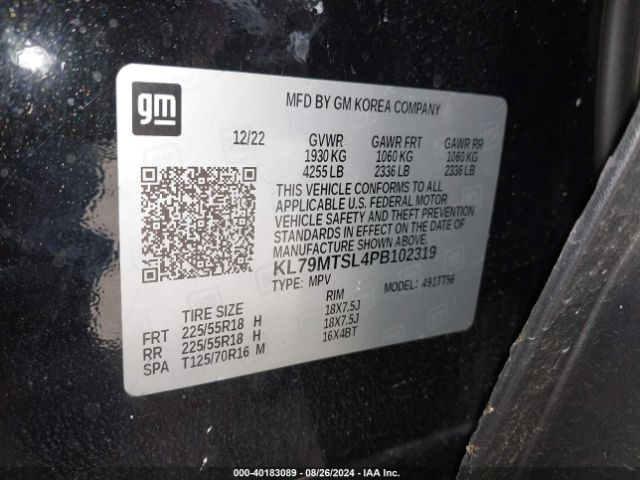 gm
MFD BY GM KOREA COMPANY
12/22 GVWR GAWR FRT GAWR RR
1930 KG 1060 KG 1060 KG
4255 LB 2336 LB 2336 LB
THIS VEHICLE CONFORMS TO ALL
APPLICABLE U.S. FEDERAL MOTOR
VEHICLE SAFETY AND THEFT PREVENTION
STANDARDS IN EFFECT ON THE DATE OF
MANUFACTURE SHOWN ABOVE.
KL79MTSL4PB102319
TYPE: MPV MODEL: 491TT56
TIRE SIZE RIM
FRT 225/55R18 H 18X7.5J
RR 225/55R18 H 18X7.5J
SPA T125/70R16 M 16X4BT
000-40183089 - 08/26/2024 - IAA Inc.